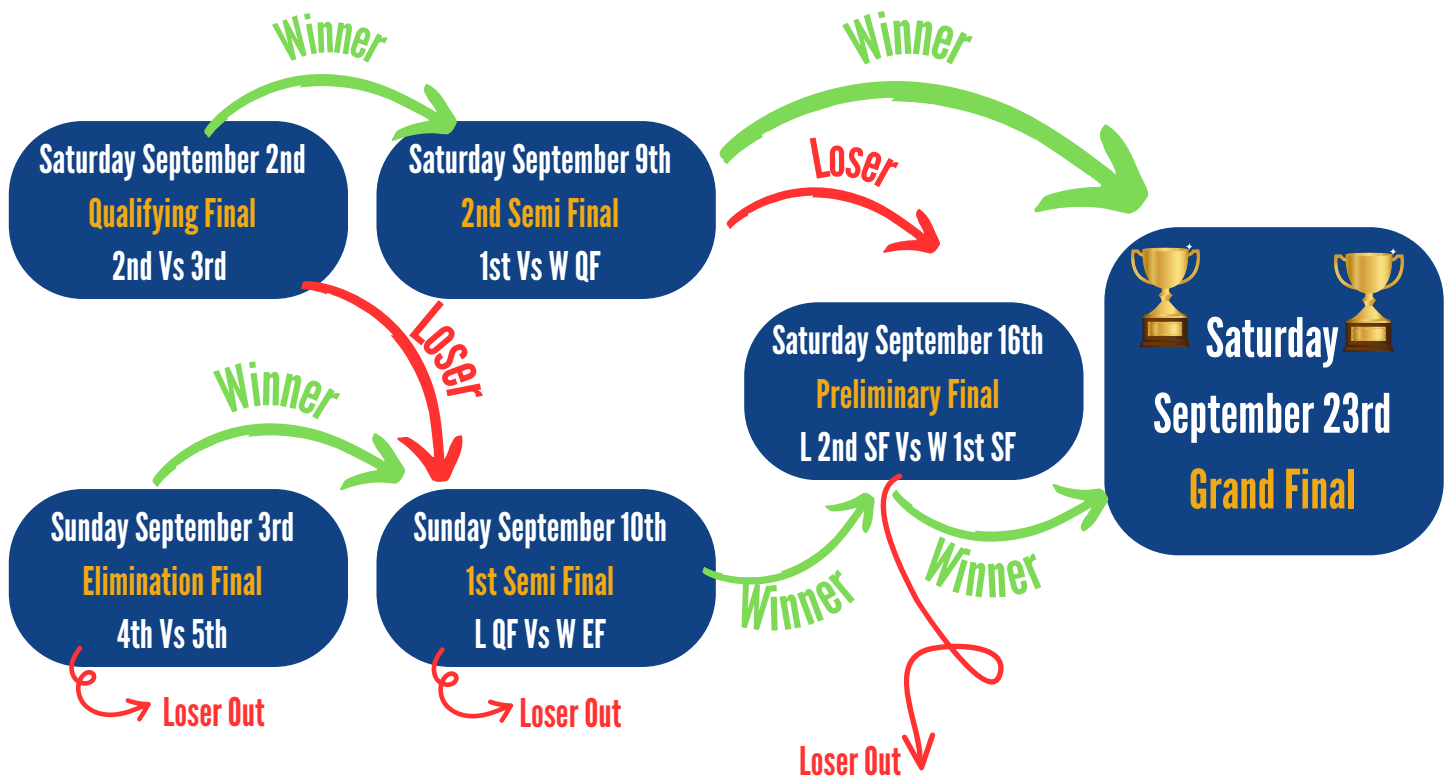 Winner
Saturday September 2nd
Qualifying Final
2nd Vs 3rd
Saturday September 9th
2nd Semi Final
1st Vs W QF
Winner
Loser
Loser
Winner
Sunday September 3rd
Elimination Final
4th Vs 5th
Loser Out
Sunday September 10th
1st Semi Final
L QF Vs W EF
Loser Out
Winner
Saturday September 16th
Preliminary Final
L 2nd SF Vs W 1st SF
Winner
Loser Out
Saturday
September 23rd
Grand Final